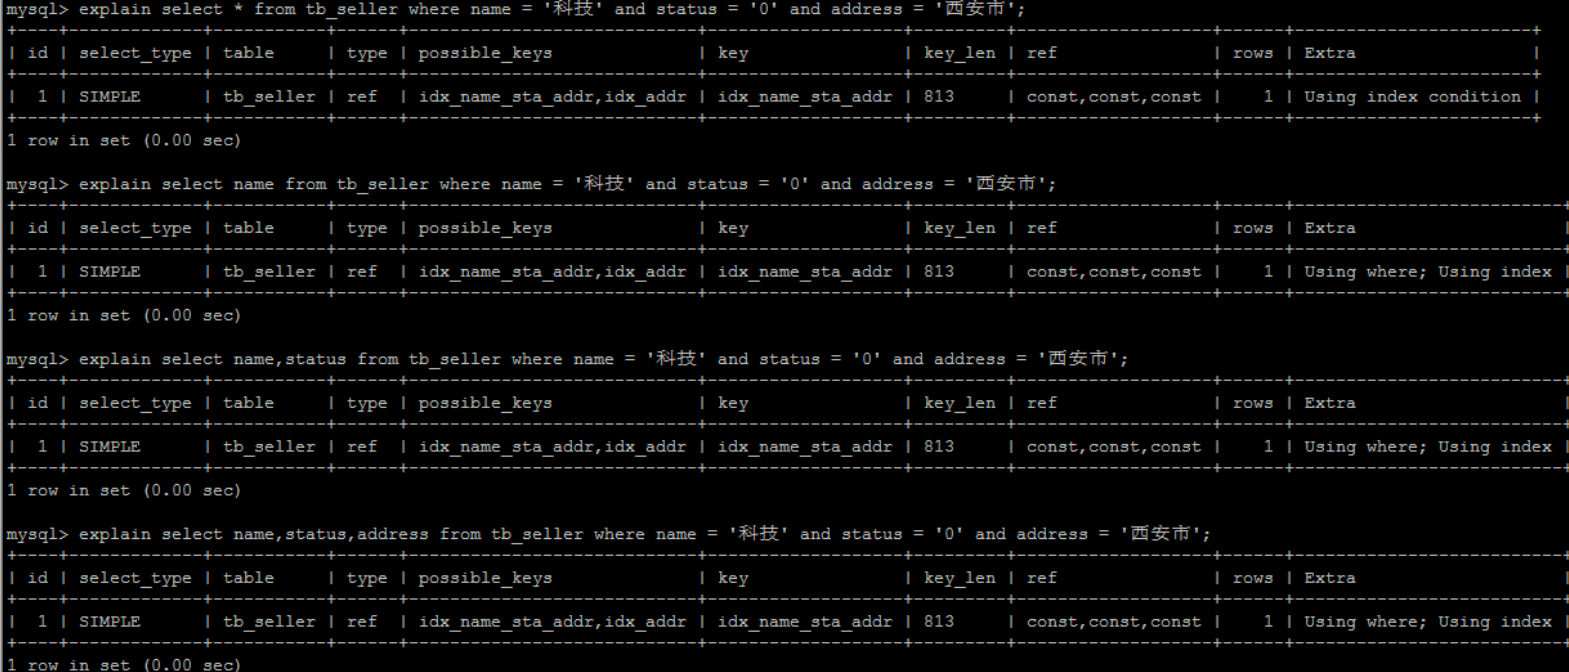 mysql> explain select * from tb_seller where name = '科技' and status = '0' and address = '西安市';
+----+-------------+-----------+------+----------------------------+-------------------+---------+-------------------+------+-----------------------+
| id | select_type | table     | type | possible_keys              | key               | key_len | ref               | rows | Extra                 |
+----+-------------+-----------+------+----------------------------+-------------------+---------+-------------------+------+-----------------------+
|  1 | SIMPLE      | tb_seller | ref  | idx_name_sta_addr,idx_addr | idx_name_sta_addr | 813     | const,const,const |    1 | Using index condition |
+----+-------------+-----------+------+----------------------------+-------------------+---------+-------------------+------+-----------------------+
1 row in set (0.00 sec)
mysql> explain select name from tb_seller where name = '科技' and status = '0' and address = '西安市';
+----+-------------+-----------+------+----------------------------+-------------------+---------+-------------------+------+--------------------------+
| id | select_type | table     | type | possible_keys              | key               | key_len | ref               | rows | Extra                    |
+----+-------------+-----------+------+----------------------------+-------------------+---------+-------------------+------+--------------------------+
|  1 | SIMPLE      | tb_seller | ref  | idx_name_sta_addr,idx_addr | idx_name_sta_addr | 813     | const,const,const |    1 | Using where; Using index |
+----+-------------+-----------+------+----------------------------+-------------------+---------+-------------------+------+--------------------------+
1 row in set (0.00 sec)
mysql> explain select name,status from tb_seller where name = '科技' and status = '0' and address = '西安市';
+----+-------------+-----------+------+----------------------------+-------------------+---------+-------------------+------+--------------------------+
| id | select_type | table     | type | possible_keys              | key               | key_len | ref               | rows | Extra                    |
+----+-------------+-----------+------+----------------------------+-------------------+---------+-------------------+------+--------------------------+
|  1 | SIMPLE      | tb_seller | ref  | idx_name_sta_addr,idx_addr | idx_name_sta_addr | 813     | const,const,const |    1 | Using where; Using index |
+----+-------------+-----------+------+----------------------------+-------------------+---------+-------------------+------+--------------------------+
1 row in set (0.00 sec)
mysql> explain select name,status,address from tb_seller where name = '科技' and status = '0' and address = '西安市';
+----+-------------+-----------+------+----------------------------+-------------------+---------+-------------------+------+--------------------------+
| id | select_type | table     | type | possible_keys              | key               | key_len | ref               | rows | Extra                    |
+----+-------------+-----------+------+----------------------------+-------------------+---------+-------------------+------+--------------------------+
|  1 | SIMPLE      | tb_seller | ref  | idx_name_sta_addr,idx_addr | idx_name_sta_addr | 813     | const,const,const |    1 | Using where; Using index |
+----+-------------+-----------+------+----------------------------+-------------------+---------+-------------------+------+--------------------------+
1 row in set (0.00 sec)